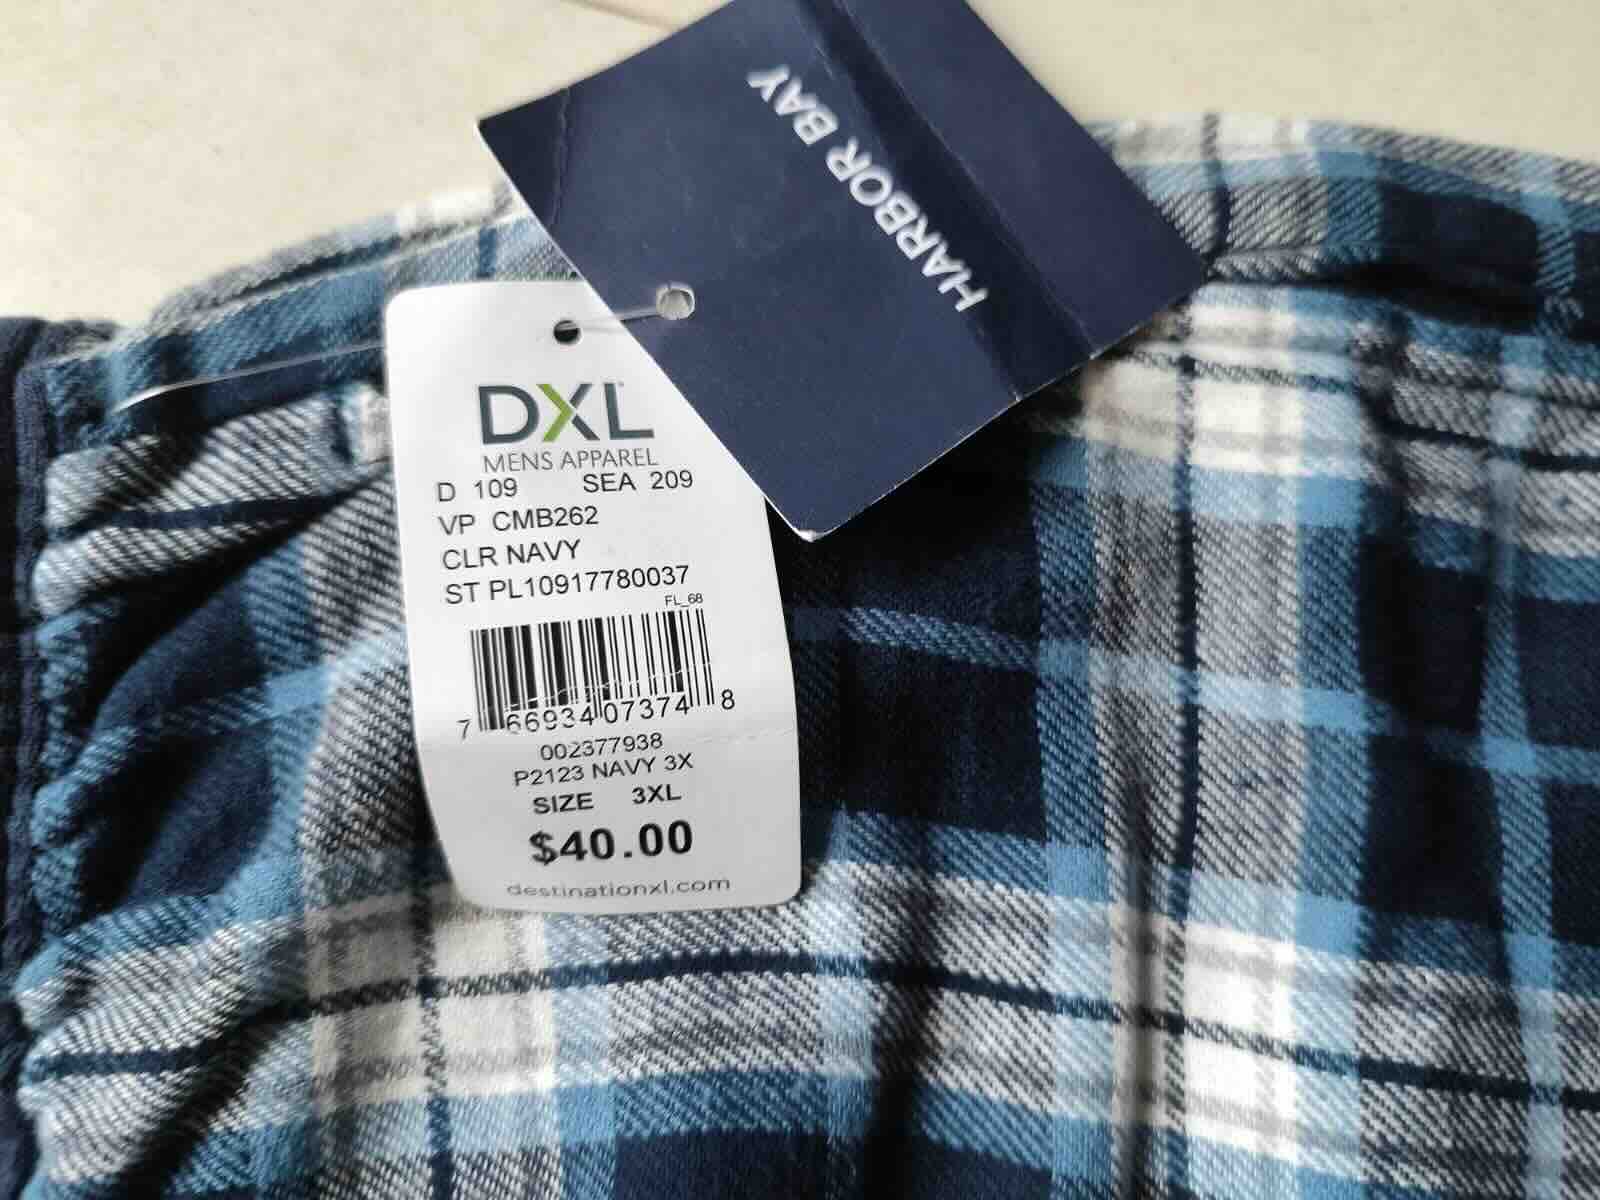 HARBOR BAY
DXL
MENS APPAREL
D 109 SEA 209
VP CMB262
CLR NAVY
ST PL10917780037
FL_68
7 66934 07374 8
002377938
P2123 NAVY 3X
SIZE 3XL
$40.00
destinationxl.com